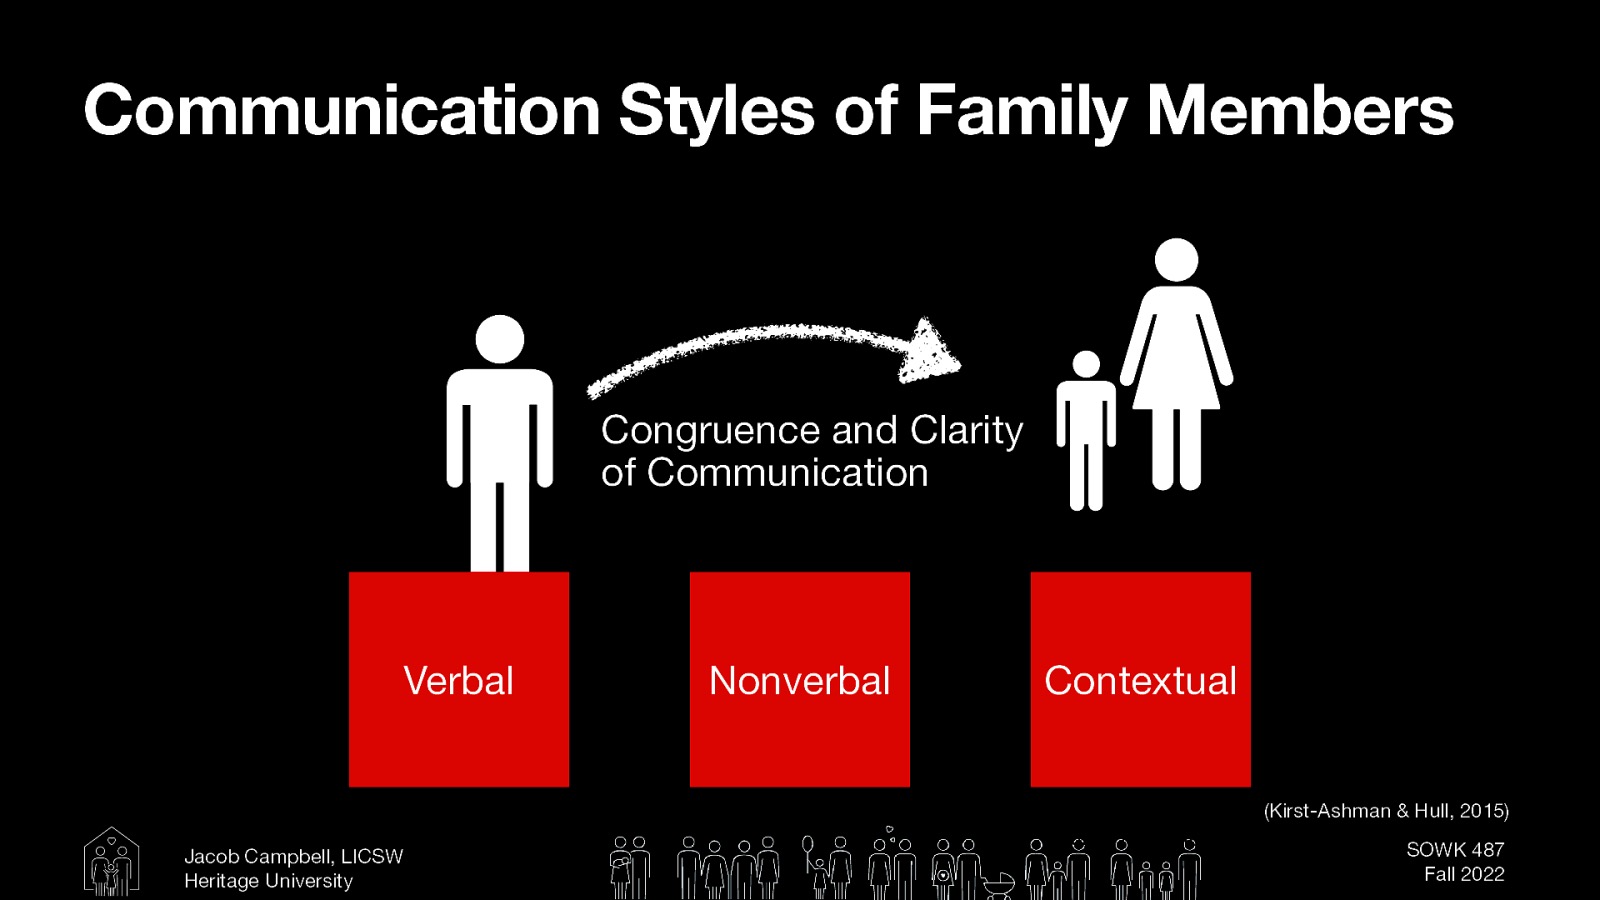 Communication Styles of Family Members
Congruence and Clarity
of Communication
Verbal
Nonverbal
Contextual
(Kirst-Ashman & Hull, 2015)
Jacob Campbell, LICSW
Heritage University
SOWK 487
Fall 2022